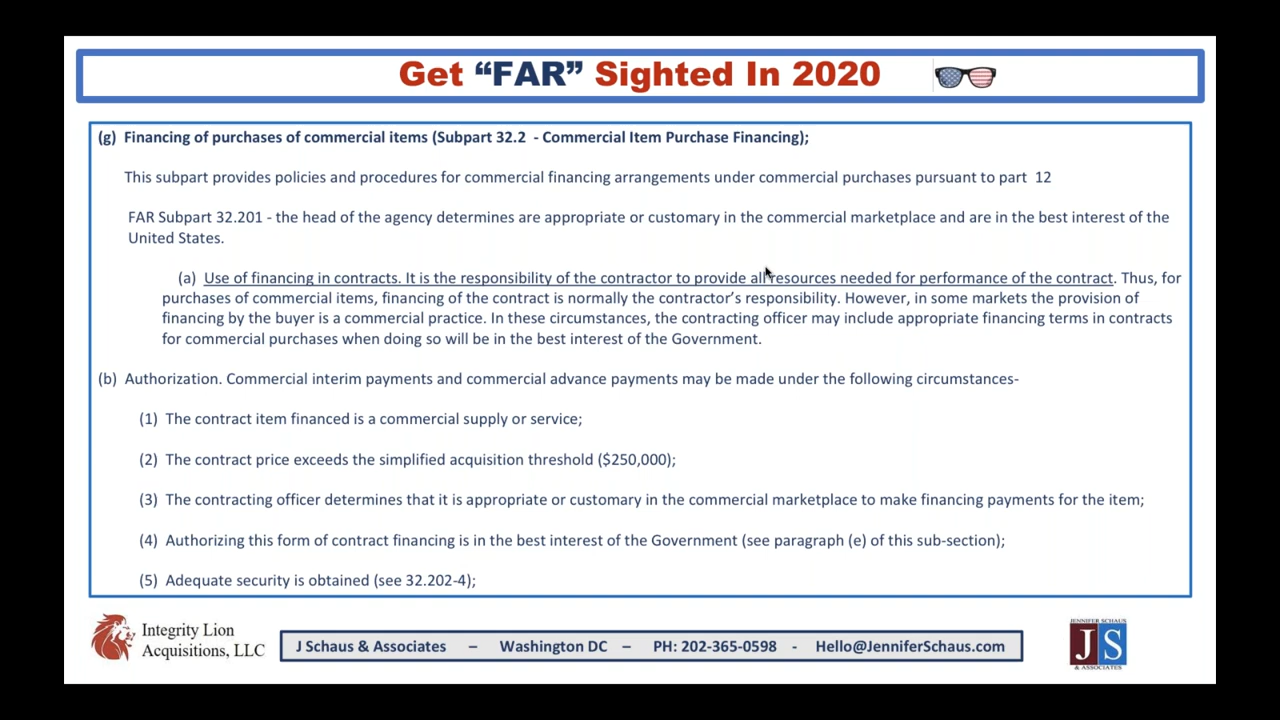 Get “FAR” Sighted In 2020
(g) Financing of purchases of commercial items (Subpart 32.2 - Commercial Item Purchase Financing);
This subpart provides policies and procedures for commercial financing arrangements under commercial purchases pursuant to part 12
FAR Subpart 32.201 - the head of the agency determines are appropriate or customary in the commercial marketplace and are in the best interest of the
United States.
(a) Use of financing in contracts. It is the responsibility of the contractor to provide all resources needed for performance of the contract. Thus, for
purchases of commercial items, financing of the contract is normally the contractor’s responsibility. However, in some markets the provision of
financing by the buyer is a commercial practice. In these circumstances, the contracting officer may include appropriate financing terms in contracts
for commercial purchases when doing so will be in the best interest of the Government.
(b) Authorization. Commercial interim payments and commercial advance payments may be made under the following circumstances-
(1) The contract item financed is a commercial supply or service;
(2) The contract price exceeds the simplified acquisition threshold ($250,000);
(3) The contracting officer determines that it is appropriate or customary in the commercial marketplace to make financing payments for the item;
(4) Authorizing this form of contract financing is in the best interest of the Government (see paragraph (e) of this sub-section);
(5) Adequate security is obtained (see 32.202-4);
Integrity Lion
Acquisitions, LLC
J Schaus & Associates – Washington DC – PH: 202-365-0598 - Hello@JenniferSchaus.com
JENNIFER SCHAUS
JS
& ASSOCIATES